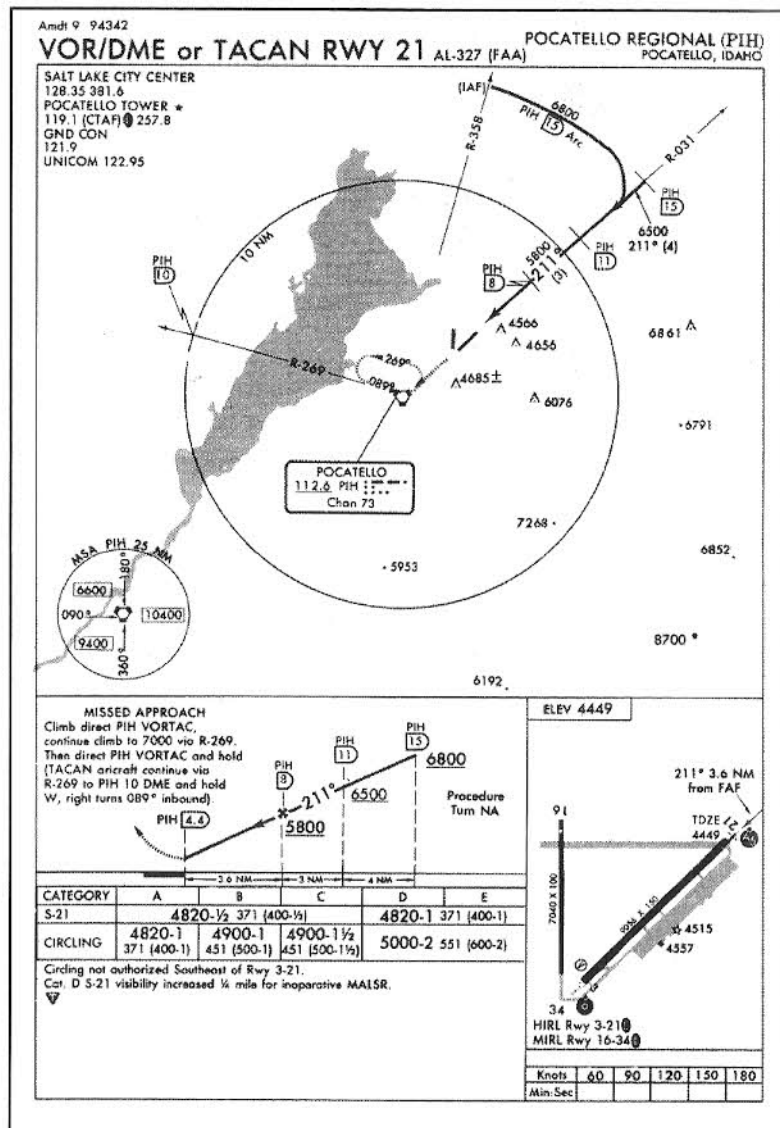 Amdt 9 94342
VOR/DME or TACAN RWY 21 AL-327 (FAA)
POCATELLO REGIONAL (PIH)
POCATELLO, IDAHO
SALT LAKE CITY CENTER
128.35 381.6
POCATELLO TOWER ★
119.1 (CTAF) 257.8
GND CON
121.9
UNICOM 122.95
(IAF)
6800
PIH 15 Arc
R-358
R-031
PIH
15
6500
211° (4)
PIH
11
5800
211°
(3)
PIH
8
10 NM
PIH
10
R-269
269°
089°
4566
4656
4685±
6076
6861
6791
POCATELLO
112.6 PIH
Chan 73
7268
6852
5953
8700
6192
MSA PIH 25 NM
180°
6600
090°
10400
9400
360°
MISSED APPROACH
Climb direct PIH VORTAC,
continue climb to 7000 via R-269.
Then direct PIH VORTAC and hold
(TACAN aricraft continue via
R-269 to PIH 10 DME and hold
W, right turns 089° inbound).
PIH 4.4
PIH
8
PIH
11
PIH
15
6800
6500
211°
5800
Procedure
Turn NA
3.6 NM
3 NM
4 NM
CATEGORY A B C D E
S-21 4820-½ 371 (400-½) 4820-1 371 (400-1)
CIRCLING 4820-1 371 (400-1) 4900-1 451 (500-1) 4900-1½ 451 (500-1½) 5000-2 551 (600-2)
Circling not authorized Southeast of Rwy 3-21.
Cat. D S-21 visibility increased ¼ mile for inoparative MALSR.
ELEV 4449
211° 3.6 NM
from FAF
TDZE
4449
21
16
7040 X 100
9056 X 150
4515
4557
3
34
HIRL Rwy 3-21
MIRL Rwy 16-34
Knots 60 90 120 150 180
Min:Sec